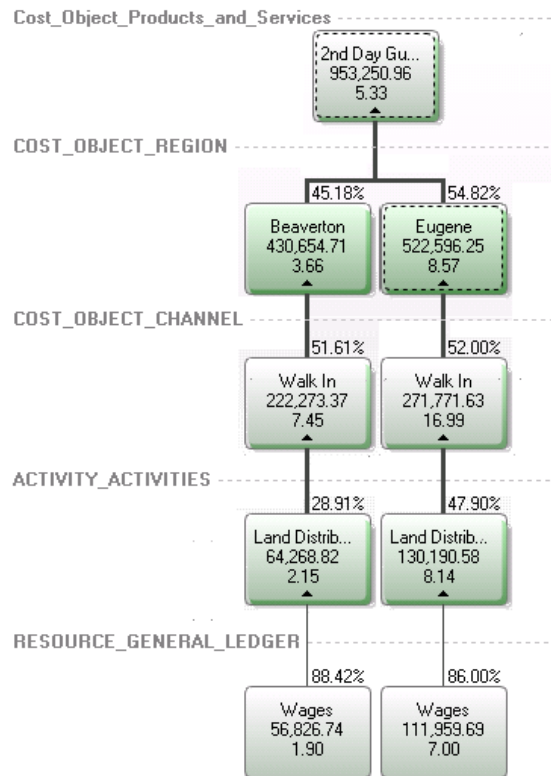 Cost_Object_Products_and_Services
2nd Day Gu...
953,250.96
5.33
COST_OBJECT_REGION
45.18% 54.82%
Beaverton Eugene
430,654.71 522,596.25
3.66 8.57
COST_OBJECT_CHANNEL
51.61% 52.00%
Walk In Walk In
222,273.37 271,771.63
7.45 16.99
ACTIVITY_ACTIVITIES
28.91% 47.90%
Land Distrib... Land Distrib...
64,268.82 130,190.58
2.15 8.14
RESOURCE_GENERAL_LEDGER
88.42% 86.00%
Wages Wages
56,826.74 111,959.69
1.90 7.00